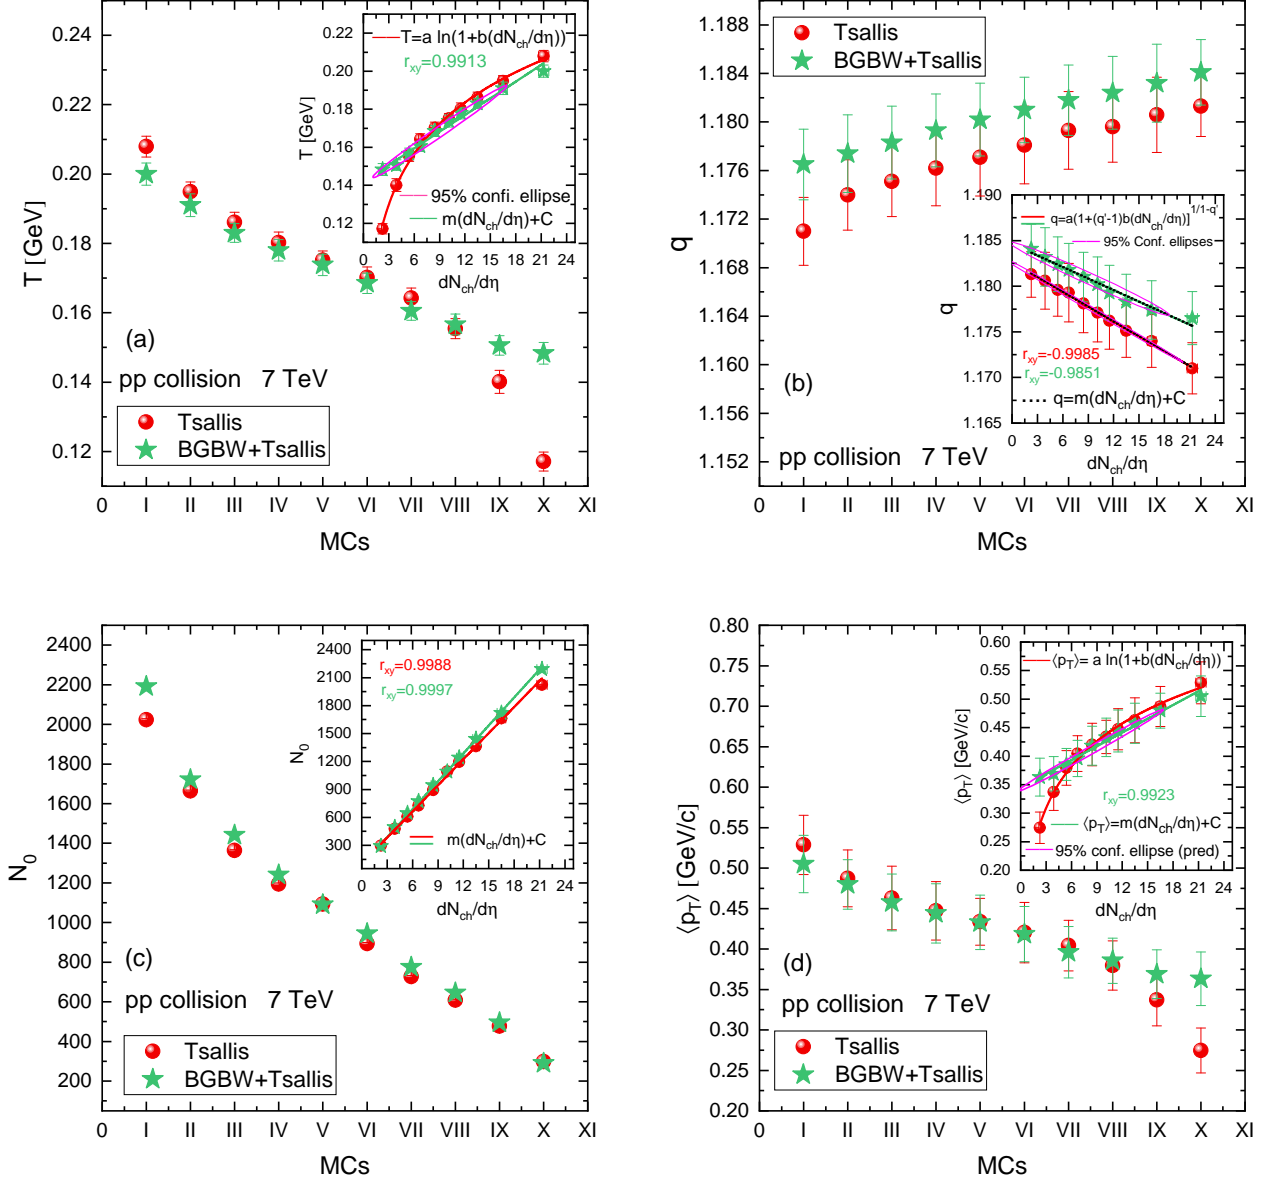 0.24
0.22
0.20
0.18
0.16
0.14
0.12
T [GeV]
0 I II III IV V VI VII VIII IX X XI
MCs
(a)
pp collision 7 TeV
Tsallis
BGBW+Tsallis
0.22
0.20
0.18
0.16
0.14
0.12
T [GeV]
T=a ln(1+b(dN_ch/dη))
r_xy=0.9913
95% confi. ellipse
m(dN_ch/dη)+C
0 3 6 9 12 15 18 21 24
dN_ch/dη
1.188
1.184
1.180
1.176
1.172
1.168
1.164
1.160
1.156
1.152
q
0 I II III IV V VI VII VIII IX X XI
MCs
Tsallis
BGBW+Tsallis
(b)
pp collision 7 TeV
1.190
1.185
1.180
1.175
1.170
1.165
q
q=a(1+(q'-1)b(dN_ch/dη)]^1/1-q'
95% Conf. ellipses
r_xy=-0.9985
r_xy=-0.9851
q=m(dN_ch/dη)+C
0 3 6 9 12 15 18 21 24
dN_ch/dη
2400
2200
2000
1800
1600
1400
1200
1000
800
600
400
200
N_0
0 I II III IV V VI VII VIII IX X XI
MCs
(c)
pp collision 7 TeV
Tsallis
BGBW+Tsallis
2400
2100
1800
1500
1200
900
600
300
N_0
r_xy=0.9988
r_xy=0.9997
m(dN_ch/dη)+C
0 3 6 9 12 15 18 21 24
dN_ch/dη
0.80
0.75
0.70
0.65
0.60
0.55
0.50
0.45
0.40
0.35
0.30
0.25
0.20
⟨p_T⟩ [GeV/c]
0 I II III IV V VI VII VIII IX X XI
MCs
(d)
pp collision 7 TeV
Tsallis
BGBW+Tsallis
0.60
0.55
0.50
0.45
0.40
0.35
0.30
0.25
0.20
⟨p_T⟩ [GeV/c]
⟨p_T⟩= a ln(1+b(dN_ch/dη))
r_xy=0.9923
⟨p_T⟩=m(dN_ch/dη)+C
95% conf. ellipse (pred)
0 3 6 9 12 15 18 21 24
dN_ch/dη